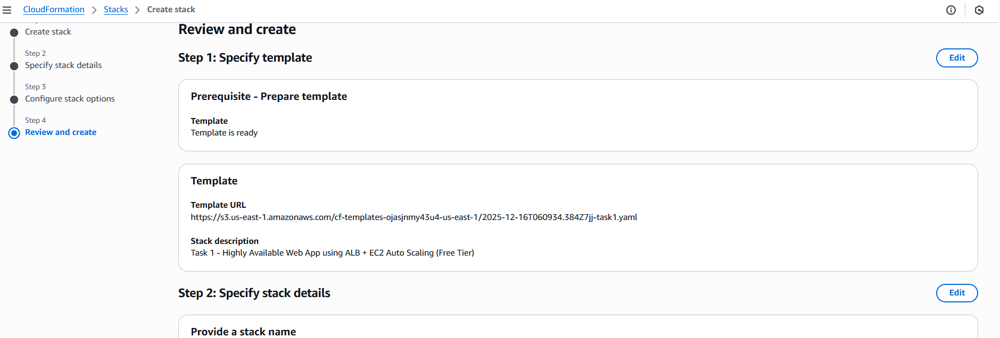 CloudFormation > Stacks > Create stack
Create stack
Step 2
Specify stack details
Step 3
Configure stack options
Step 4
Review and create
Review and create
Step 1: Specify template
Edit
Prerequisite - Prepare template
Template
Template is ready
Template
Template URL
https://s3.us-east-1.amazonaws.com/cf-templates-ojasjnmy43u4-us-east-1/2025-12-16T060934.384Z7jj-task1.yaml
Stack description
Task 1 - Highly Available Web App using ALB + EC2 Auto Scaling (Free Tier)
Step 2: Specify stack details
Edit
Provide a stack name